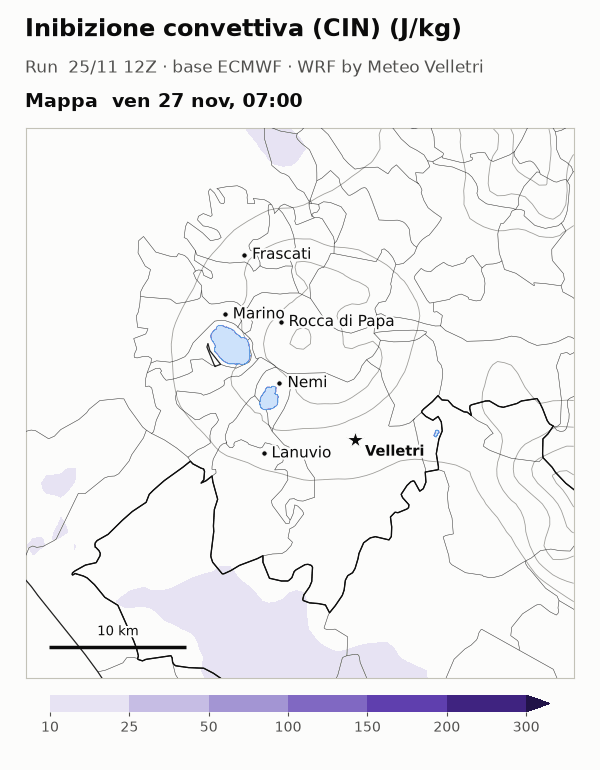 Inibizione convettiva (CIN) (J/kg)
Run 25/11 12Z · base ECMWF · WRF by Meteo Velletri
Mappa ven 27 nov, 07:00
Frascati
Marino
Rocca di Papa
Nemi
Velletri
Lanuvio
10 km
10 25 50 100 150 200 300